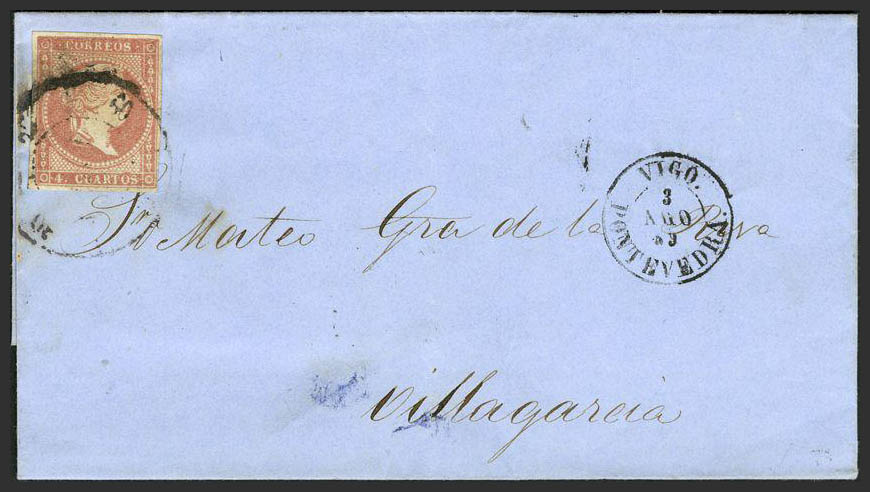 CORREOS
4. CUARTOS
VIGO.
3
AGO
PONTEVEDRA.
Sr Dn Mateo Gra de la Riva
Villagarcia